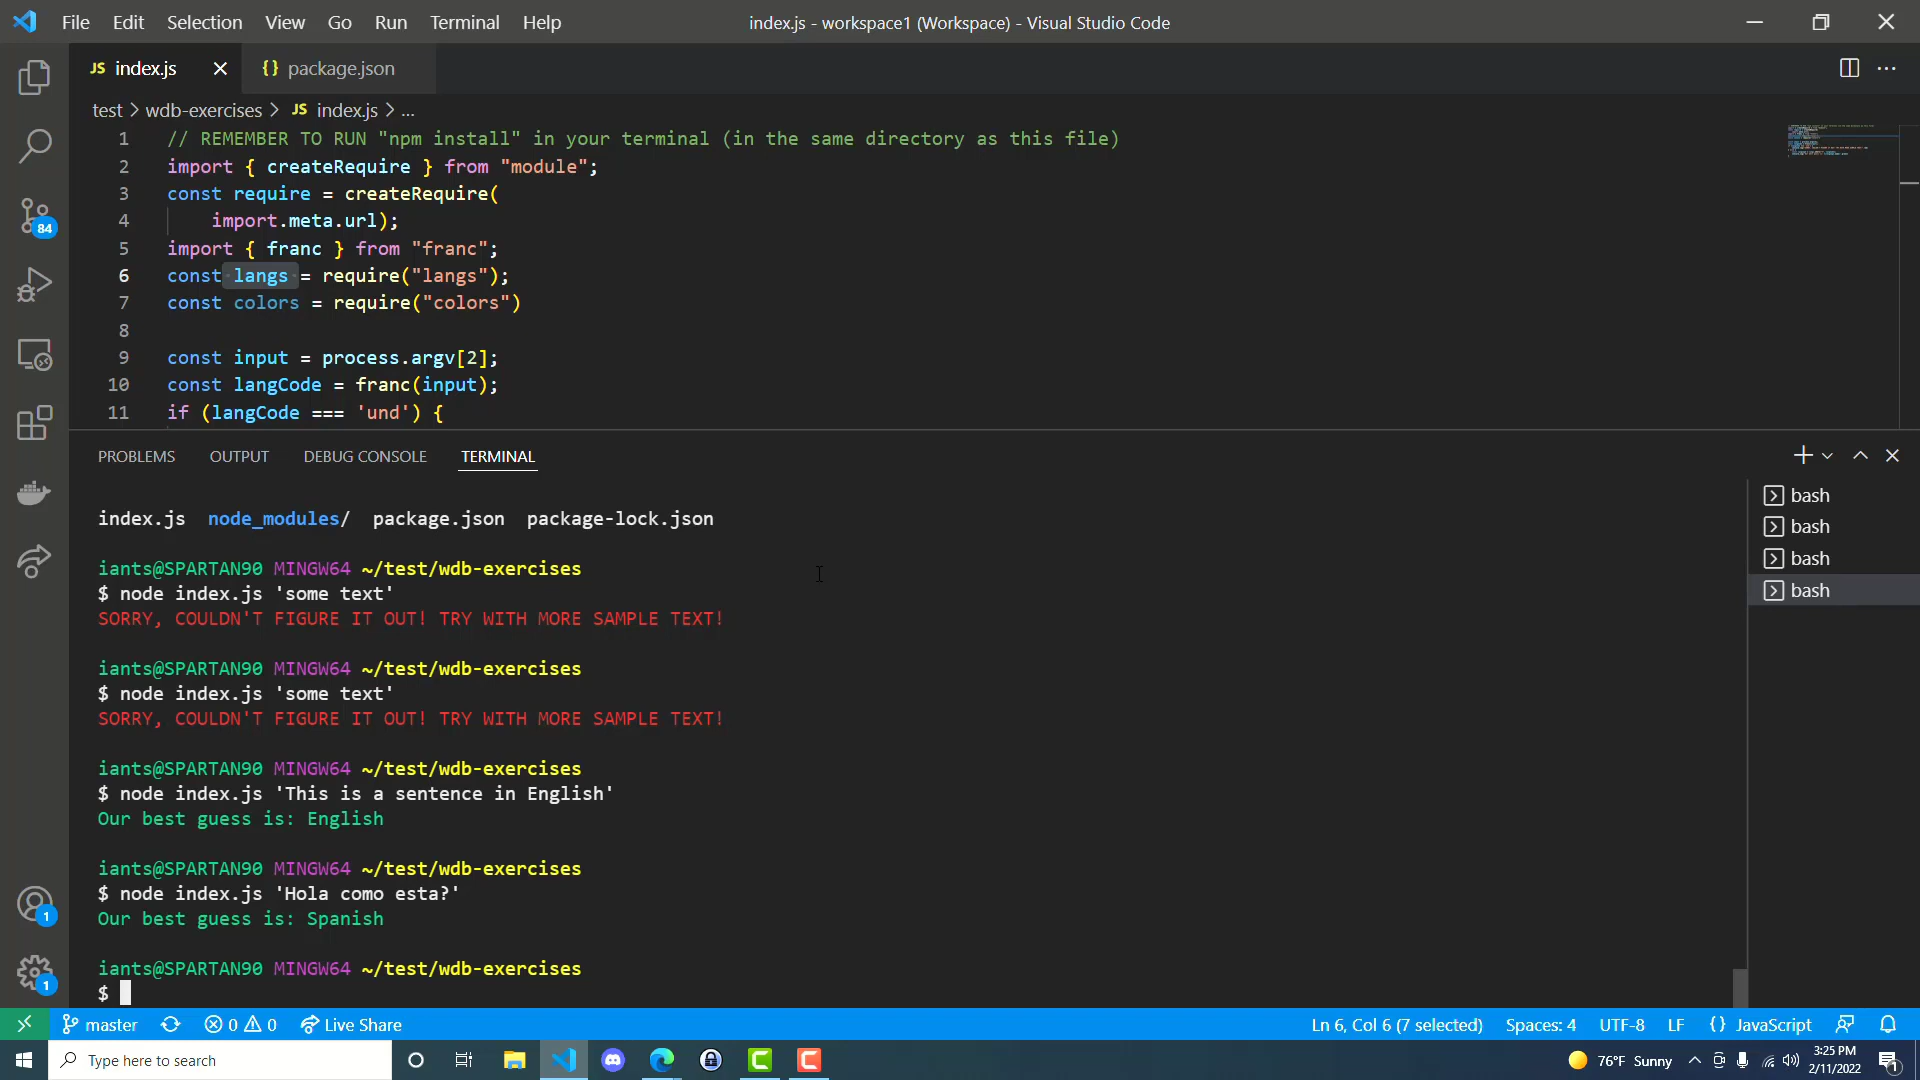 File Edit Selection View Go Run Terminal Help
index.js - workspace1 (Workspace) - Visual Studio Code
JS index.js
{} package.json
test > wdb-exercises > JS index.js > ...
1 // REMEMBER TO RUN "npm install" in your terminal (in the same directory as this file)
2 import { createRequire } from "module";
3 const require = createRequire(
4 import.meta.url);
5 import { franc } from "franc";
6 const langs = require("langs");
7 const colors = require("colors")
8
9 const input = process.argv[2];
10 const langCode = franc(input);
11 if (langCode === 'und') {
84
PROBLEMS OUTPUT DEBUG CONSOLE TERMINAL
index.js node_modules/ package.json package-lock.json
iants@SPARTAN90 MINGW64 ~/test/wdb-exercises
$ node index.js 'some text'
SORRY, COULDN'T FIGURE IT OUT! TRY WITH MORE SAMPLE TEXT!
iants@SPARTAN90 MINGW64 ~/test/wdb-exercises
$ node index.js 'some text'
SORRY, COULDN'T FIGURE IT OUT! TRY WITH MORE SAMPLE TEXT!
iants@SPARTAN90 MINGW64 ~/test/wdb-exercises
$ node index.js 'This is a sentence in English'
Our best guess is: English
iants@SPARTAN90 MINGW64 ~/test/wdb-exercises
$ node index.js 'Hola como esta?'
Our best guess is: Spanish
iants@SPARTAN90 MINGW64 ~/test/wdb-exercises
$
bash
bash
bash
bash
1
1
master 0 0 Live Share
Ln 6, Col 6 (7 selected) Spaces: 4 UTF-8 LF {} JavaScript
Type here to search
76°F Sunny
3:25 PM
2/11/2022
1